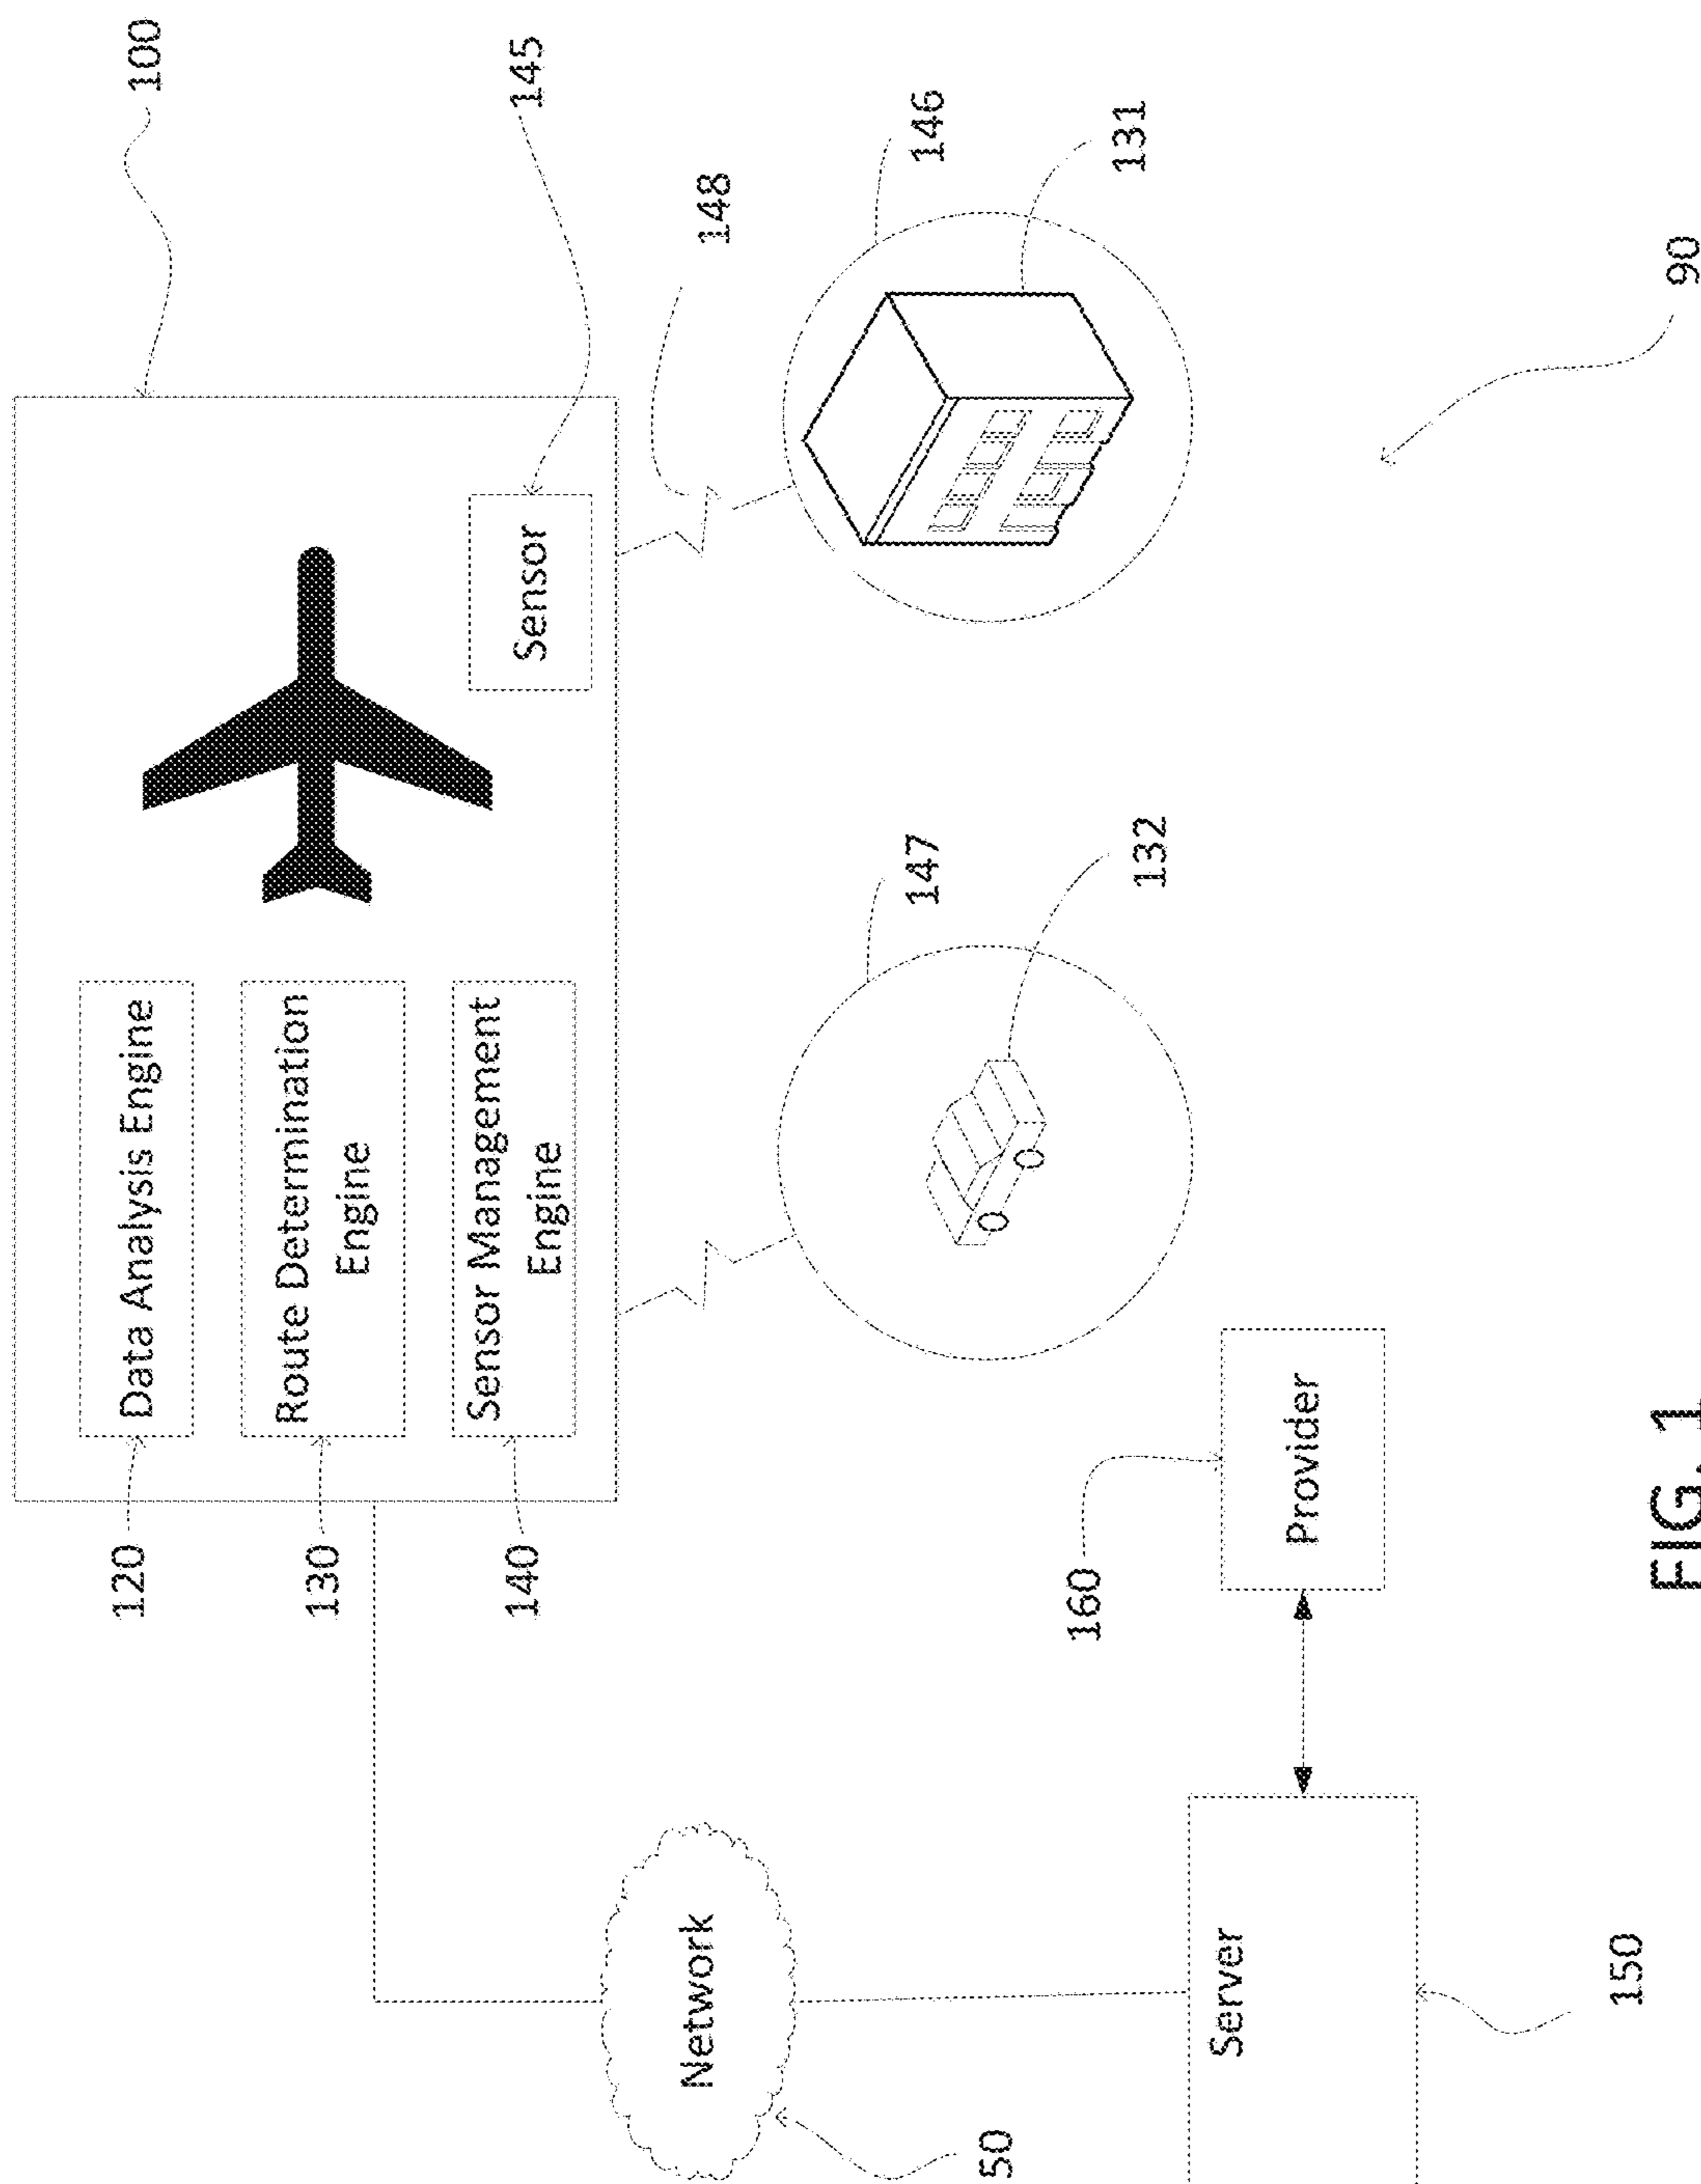 100
120
Data Analysis Engine
130
Route Determination
Engine
140
Sensor Management
Engine
Sensor
145
148
Network
50
147
132
146
131
160
Provider
Server
150
90
FIG. 1